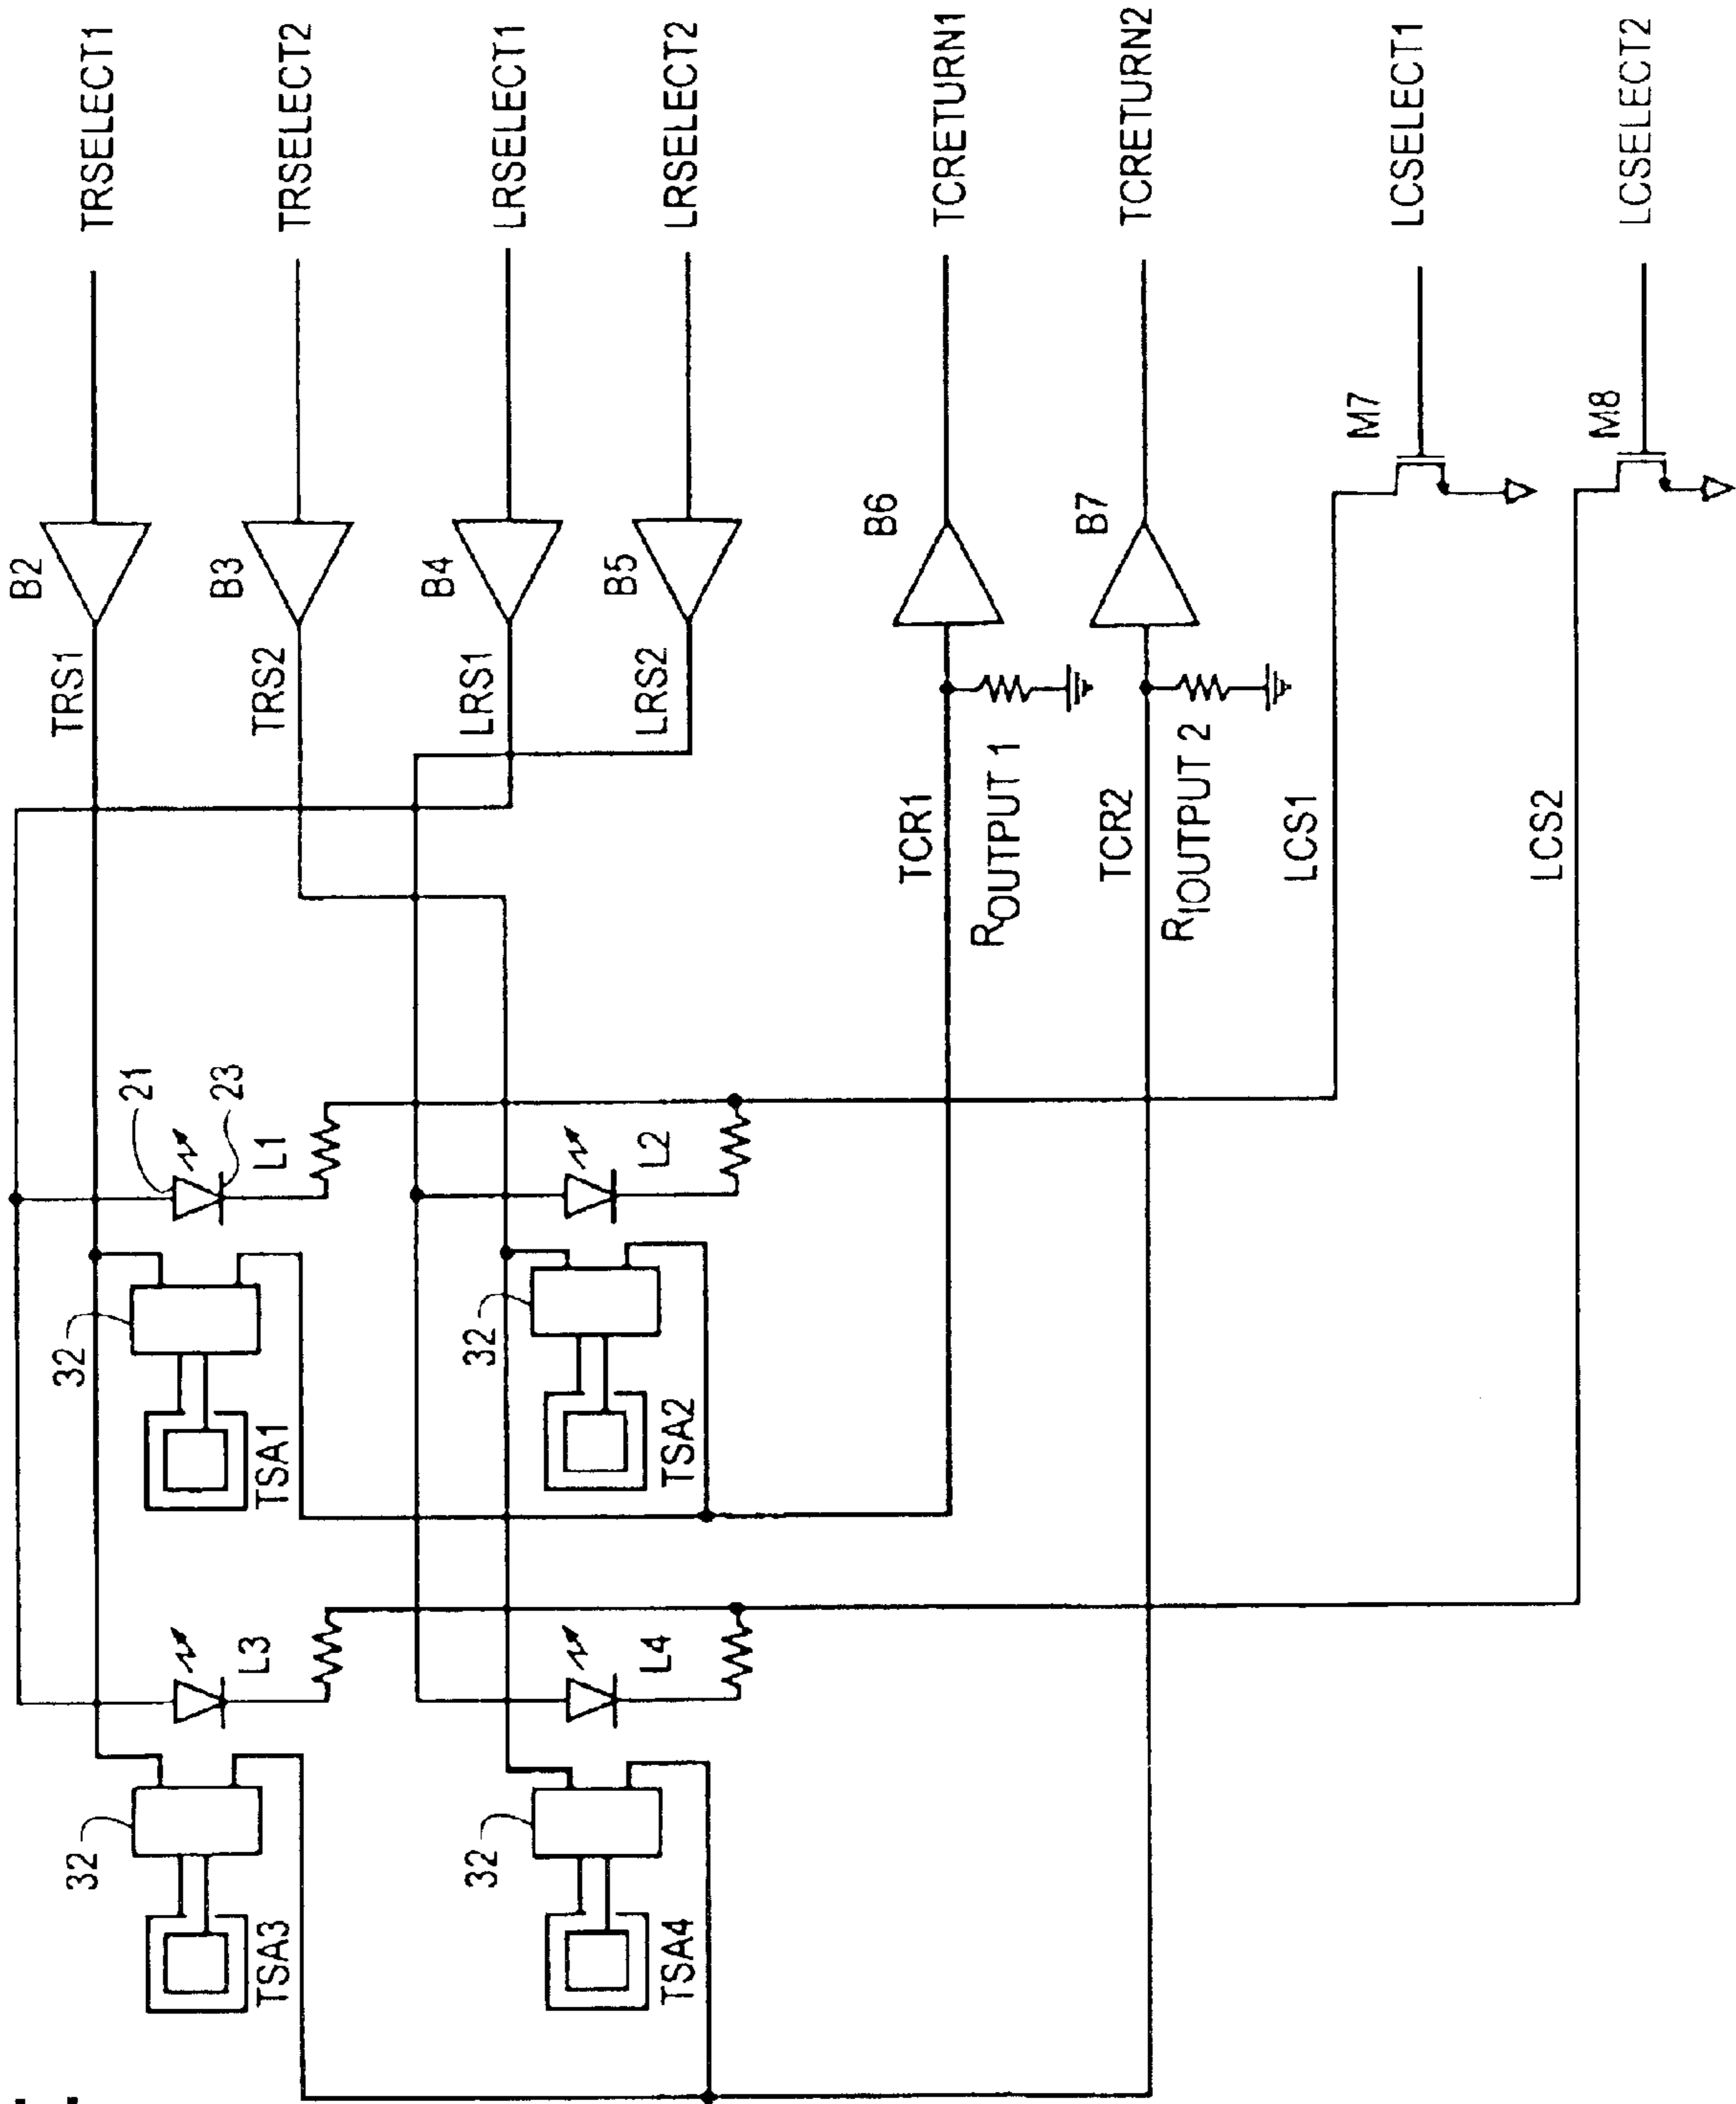 TRSELECT1
TRSELECT2
LRSELECT1
LRSELECT2
TCRETURN1
TCRETURN2
LCSELECT1
LCSELECT2
B2
B3
B4
B5
B6
B7
M7
M8
TRS1
TRS2
LRS1
LRS2
TCR1
ROUTPUT 1
TCR2
RIOUTPUT 2
LCS1
LCS2
21
23
L1
L2
32
32
TSA1
TSA2
L3
L4
32
32
TSA3
TSA4